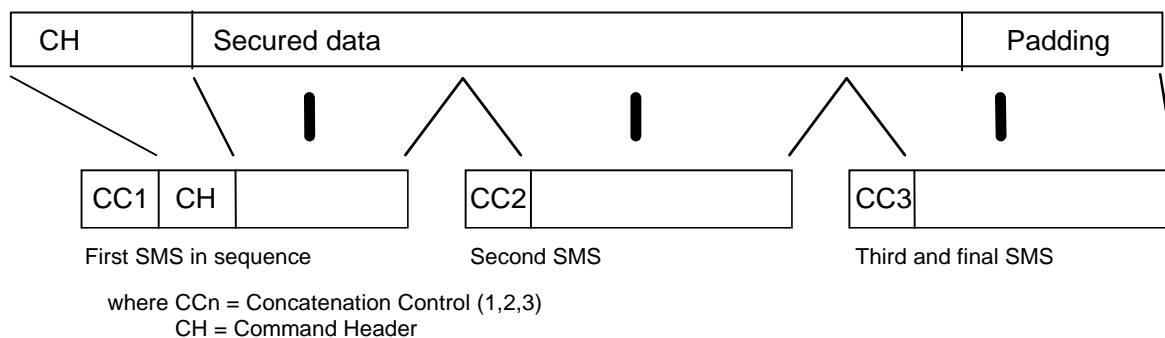 CH Secured data Padding
CC1 CH CC2 CC3
First SMS in sequence Second SMS Third and final SMS
where CCn = Concatenation Control (1,2,3)
CH = Command Header